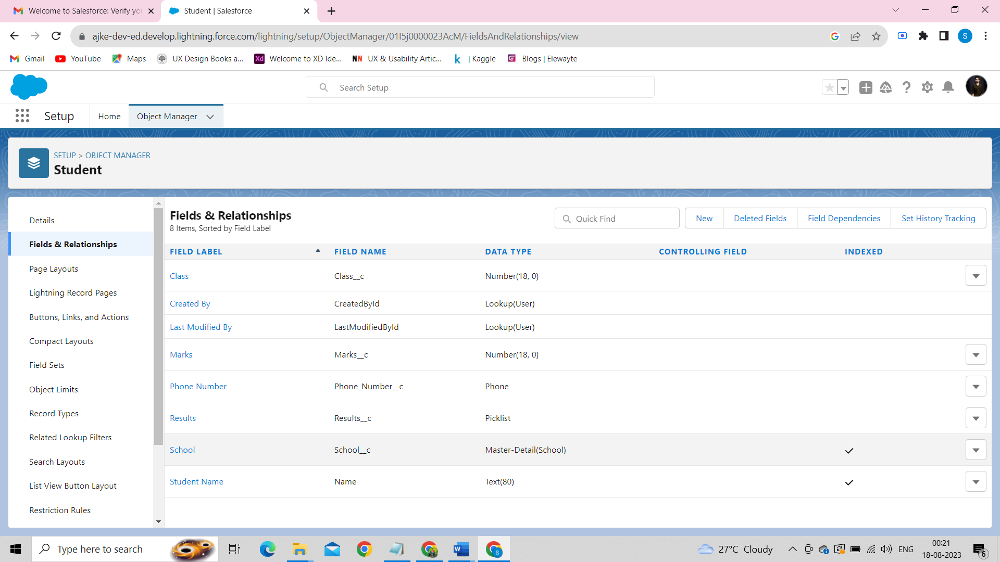 Welcome to Salesforce: Verify you
Student | Salesforce
ajke-dev-ed.develop.lightning.force.com/lightning/setup/ObjectManager/01I5j0000023AcM/FieldsAndRelationships/view
S
Gmail YouTube Maps UX Design Books a... Xd Welcome to XD Ide... NN UX & Usability Artic... k | Kaggle Blogs | Elewayte
Search Setup
Setup Home Object Manager
SETUP > OBJECT MANAGER
Student
Details
Fields & Relationships
Page Layouts
Lightning Record Pages
Buttons, Links, and Actions
Compact Layouts
Field Sets
Object Limits
Record Types
Related Lookup Filters
Search Layouts
List View Button Layout
Restriction Rules
Fields & Relationships
8 Items, Sorted by Field Label
Quick Find New Deleted Fields Field Dependencies Set History Tracking
FIELD LABEL FIELD NAME DATA TYPE CONTROLLING FIELD INDEXED
Class Class__c Number(18, 0)
Created By CreatedById Lookup(User)
Last Modified By LastModifiedById Lookup(User)
Marks Marks__c Number(18, 0)
Phone Number Phone_Number__c Phone
Results Results__c Picklist
School School__c Master-Detail(School)
Student Name Name Text(80)
Type here to search
27°C Cloudy
ENG
00:21
18-08-2023
6